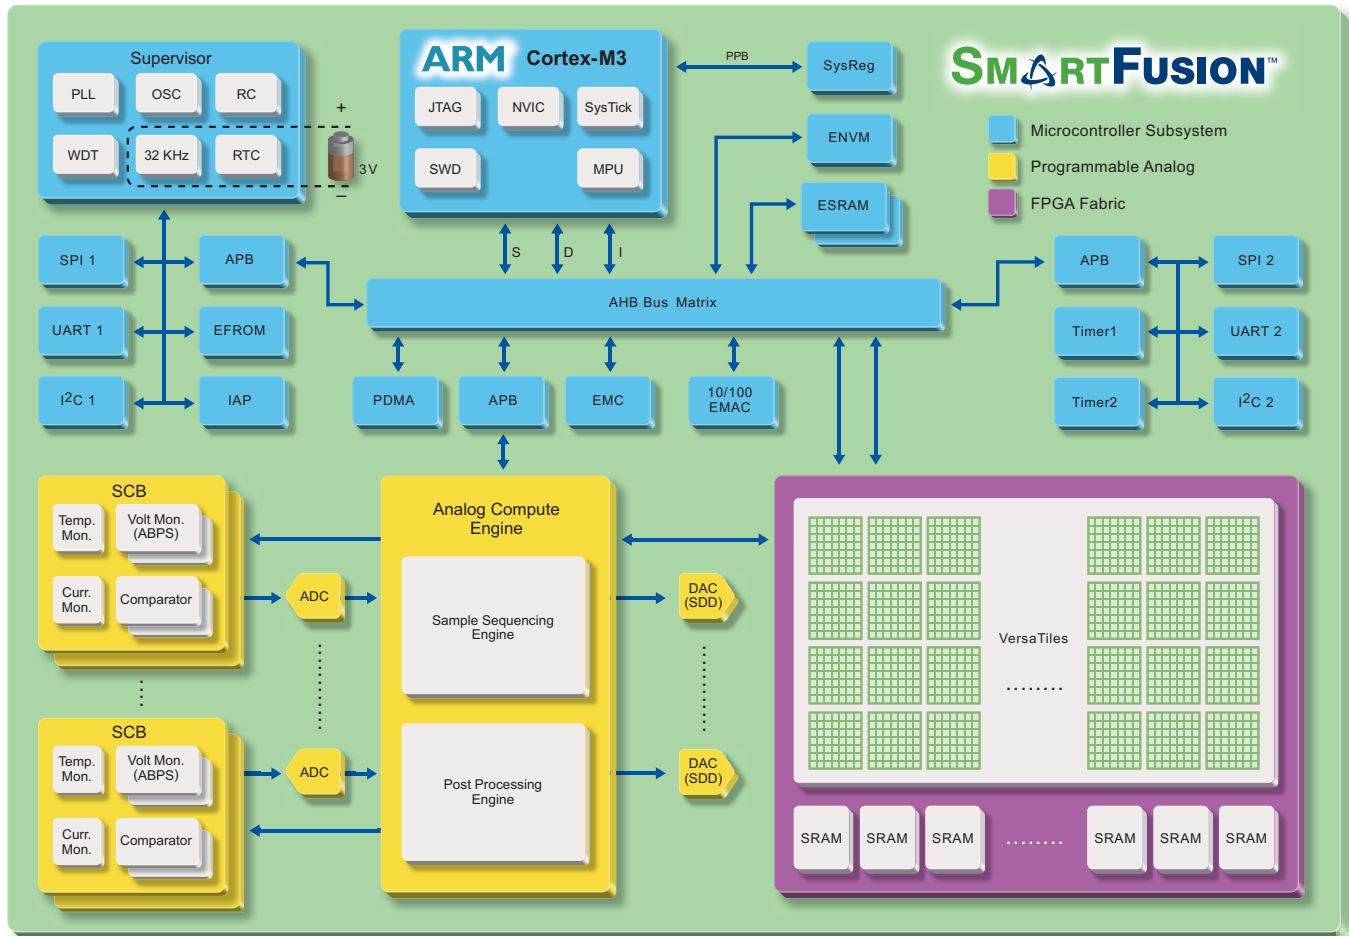 Supervisor
PLL
OSC
RC
WDT
32 KHz
RTC
+
3V
–
ARM Cortex-M3
JTAG
NVIC
SysTick
SWD
MPU
PPB
SysReg
ENVM
ESRAM
SMARTFUSION™
Microcontroller Subsystem
Programmable Analog
FPGA Fabric
S
D
I
SPI 1
APB
UART 1
EFROM
I²C 1
IAP
AHB Bus Matrix
PDMA
APB
EMC
10/100
EMAC
APB
SPI 2
Timer1
UART 2
Timer2
I²C 2
SCB
Temp.
Mon.
Volt Mon.
(ABPS)
Curr.
Mon.
Comparator
ADC
SCB
Temp.
Mon.
Volt Mon.
(ABPS)
Curr.
Mon.
Comparator
ADC
Analog Compute
Engine
Sample Sequencing
Engine
Post Processing
Engine
DAC
(SDD)
DAC
(SDD)
VersaTiles
........
SRAM
SRAM
SRAM
........
SRAM
SRAM
SRAM